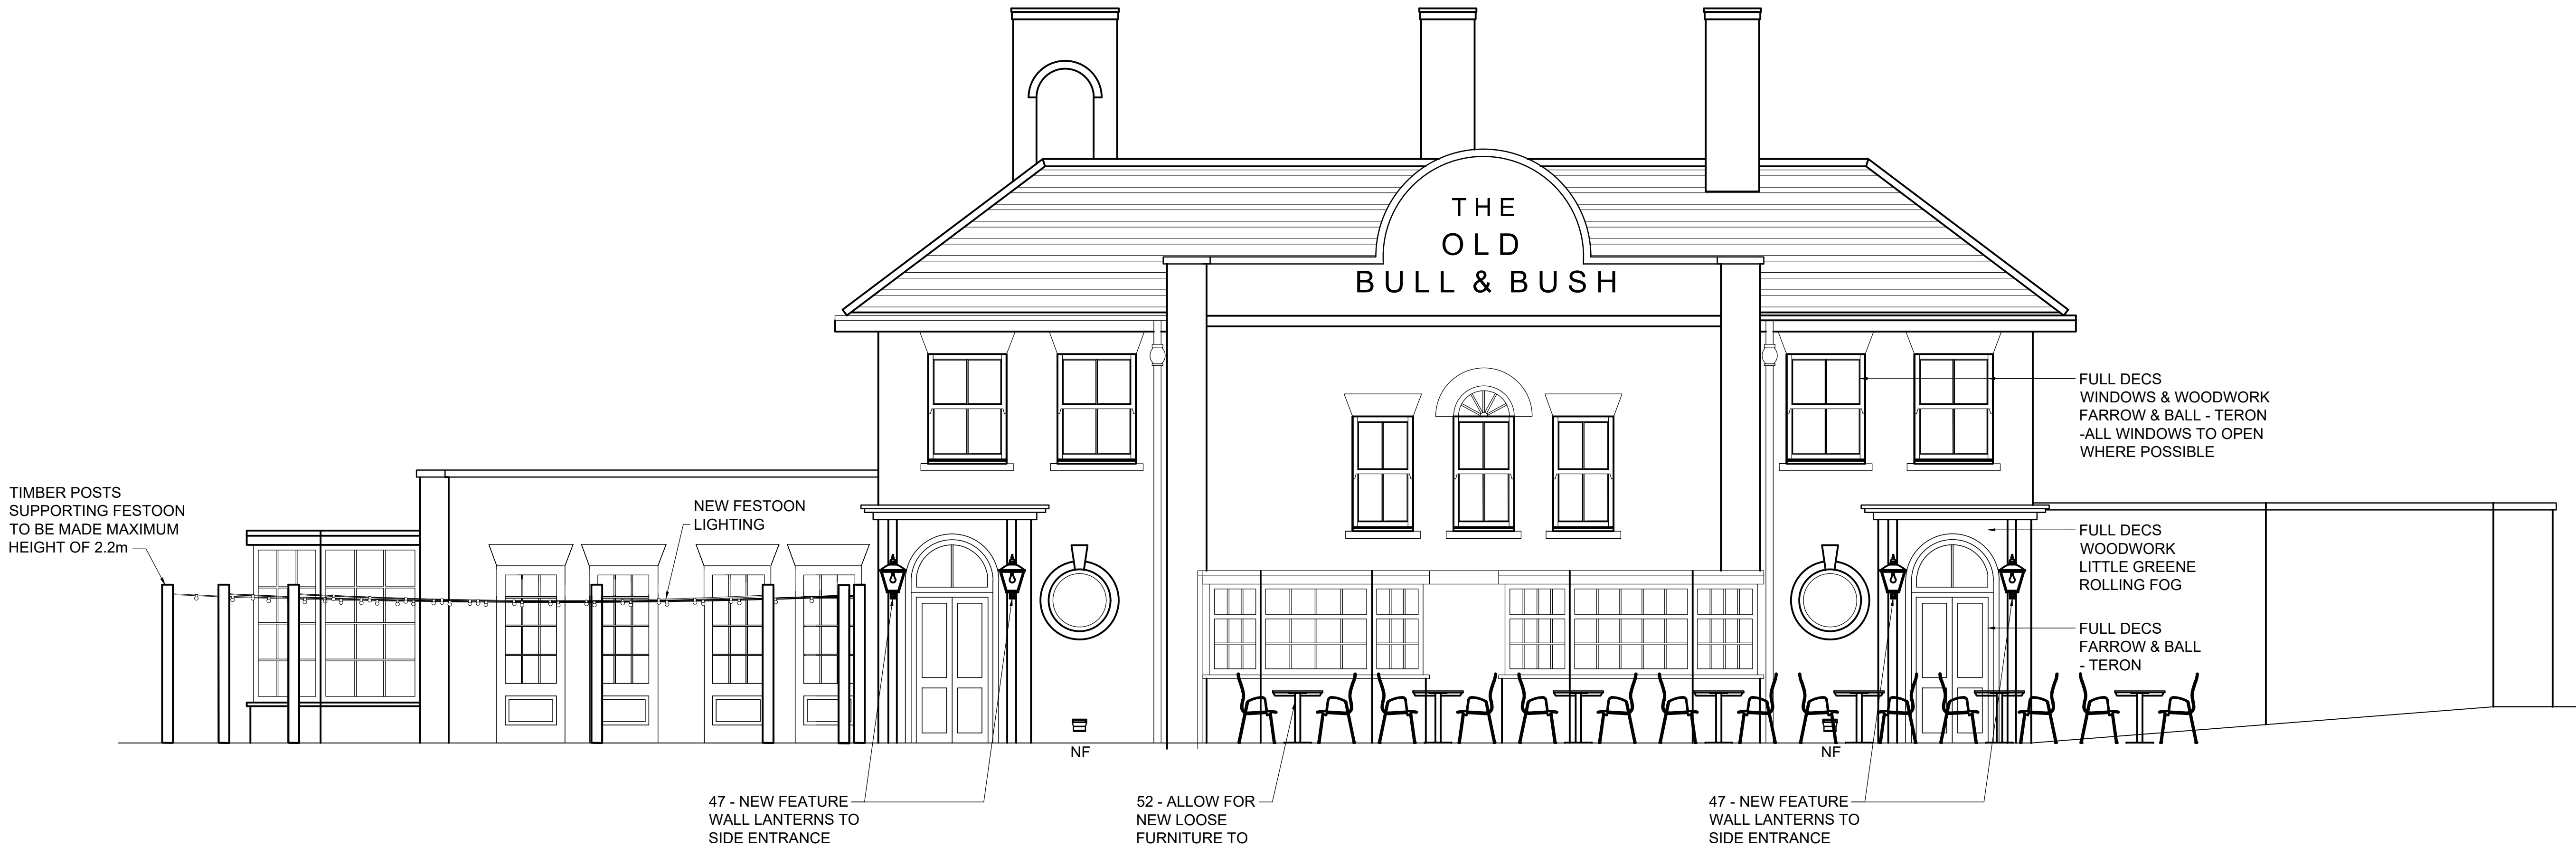 THE
OLD
BULL & BUSH
FULL DECS
WINDOWS & WOODWORK
FARROW & BALL - TERON
-ALL WINDOWS TO OPEN
WHERE POSSIBLE
TIMBER POSTS
SUPPORTING FESTOON
TO BE MADE MAXIMUM
HEIGHT OF 2.2m
NEW FESTOON
LIGHTING
FULL DECS
WOODWORK
LITTLE GREENE
ROLLING FOG
FULL DECS
FARROW & BALL
- TERON
NF
NF
47 - NEW FEATURE
WALL LANTERNS TO
SIDE ENTRANCE
52 - ALLOW FOR
NEW LOOSE
FURNITURE TO
47 - NEW FEATURE
WALL LANTERNS TO
SIDE ENTRANCE